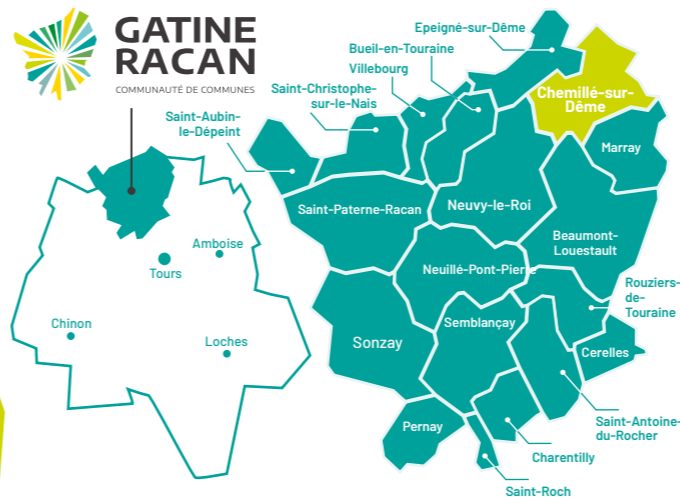 GATINE
RACAN
COMMUNAUTÉ DE COMMUNES
Amboise
Tours
Chinon
Loches
Epeigné-sur-Dême
Bueil-en-Touraine
Villebourg
Saint-Christophe-
sur-le-Nais
Saint-Aubin-
le-Dépeint
Chemillé-sur-
Dême
Marray
Saint-Paterne-Racan
Neuvy-le-Roi
Beaumont-
Louestault
Neuillé-Pont-Pierre
Rouziers-
de-
Touraine
Semblançay
Sonzay
Cerelles
Pernay
Saint-Antoine-
du-Rocher
Charentilly
Saint-Roch